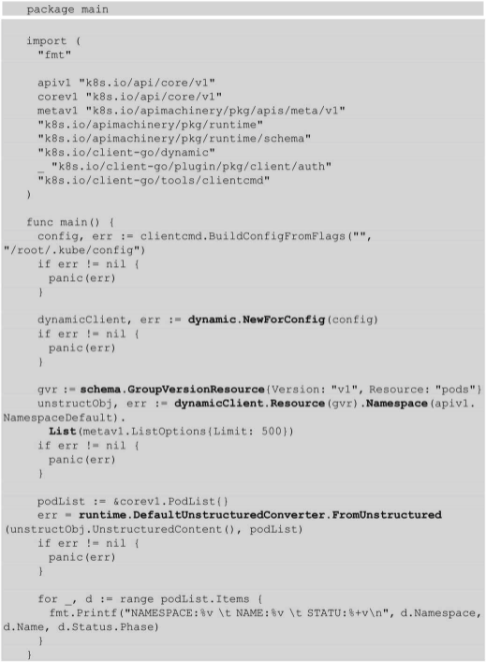 package main
import (
"fmt"
apiv1 "k8s.io/api/core/v1"
corev1 "k8s.io/api/core/v1"
metav1 "k8s.io/apimachinery/pkg/apis/meta/v1"
"k8s.io/apimachinery/pkg/runtime"
"k8s.io/apimachinery/pkg/runtime/schema"
"k8s.io/client-go/dynamic"
_ "k8s.io/client-go/plugin/pkg/client/auth"
"k8s.io/client-go/tools/clientcmd"
)
func main() {
config, err := clientcmd.BuildConfigFromFlags("",
"/root/.kube/config")
if err != nil {
panic(err)
}
dynamicClient, err := dynamic.NewForConfig(config)
if err != nil {
panic(err)
}
gvr := schema.GroupVersionResource{Version: "v1", Resource: "pods"}
unstructObj, err := dynamicClient.Resource(gvr).Namespace(apiv1.
NamespaceDefault).
List(metav1.ListOptions{Limit: 500})
if err != nil {
panic(err)
}
podList := &corev1.PodList{}
err = runtime.DefaultUnstructuredConverter.FromUnstructured
(unstructObj.UnstructuredContent(), podList)
if err != nil {
panic(err)
}
for _, d := range podList.Items {
fmt.Printf("NAMESPACE:%v \t NAME:%v \t STATU:%+v\n", d.Namespace,
d.Name, d.Status.Phase)
}
}